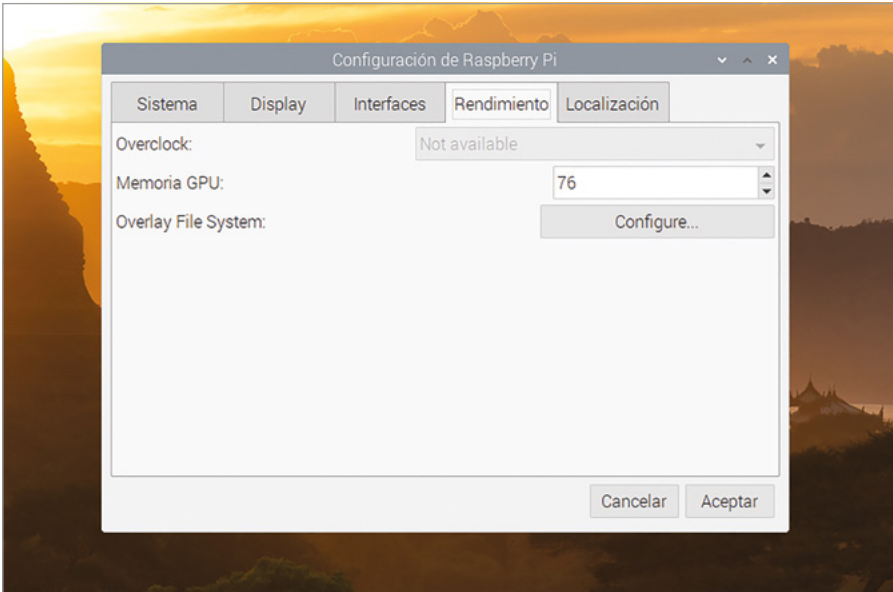 Configuración de Raspberry Pi
Sistema Display Interfaces Rendimiento Localización
Overclock: Not available
Memoria GPU: 76
Overlay File System: Configure...
Cancelar Aceptar